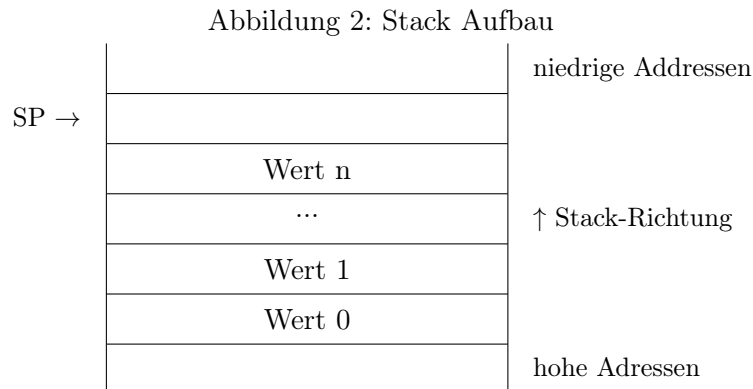 Abbildung 2: Stack Aufbau
niedrige Addressen
SP →
Wert n
...
↑ Stack-Richtung
Wert 1
Wert 0
hohe Adressen